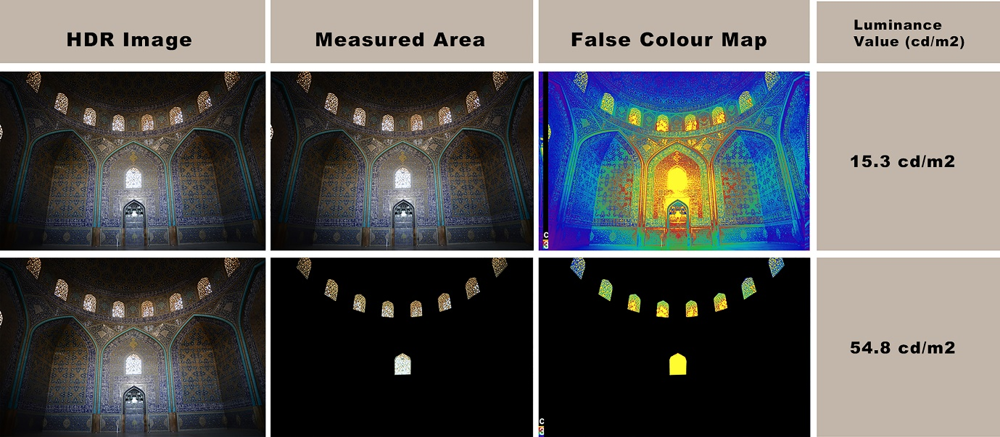 HDR Image
Measured Area
False Colour Map
Luminance
Value (cd/m2)
15.3 cd/m2
54.8 cd/m2